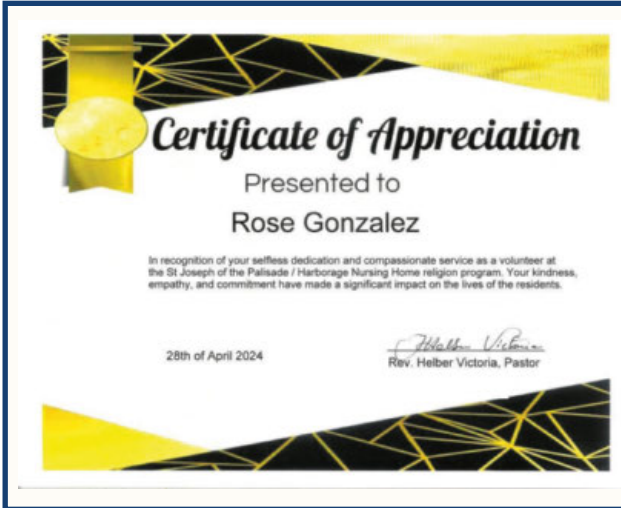 Certificate of Appreciation
Presented to
Rose Gonzalez
In recognition of your selfless dedication and compassionate service as a volunteer at
the St Joseph of the Palisade / Harborage Nursing Home religion program. Your kindness,
empathy, and commitment have made a significant impact on the lives of the residents.
Helber Victoria
28th of April 2024
Rev. Helber Victoria, Pastor